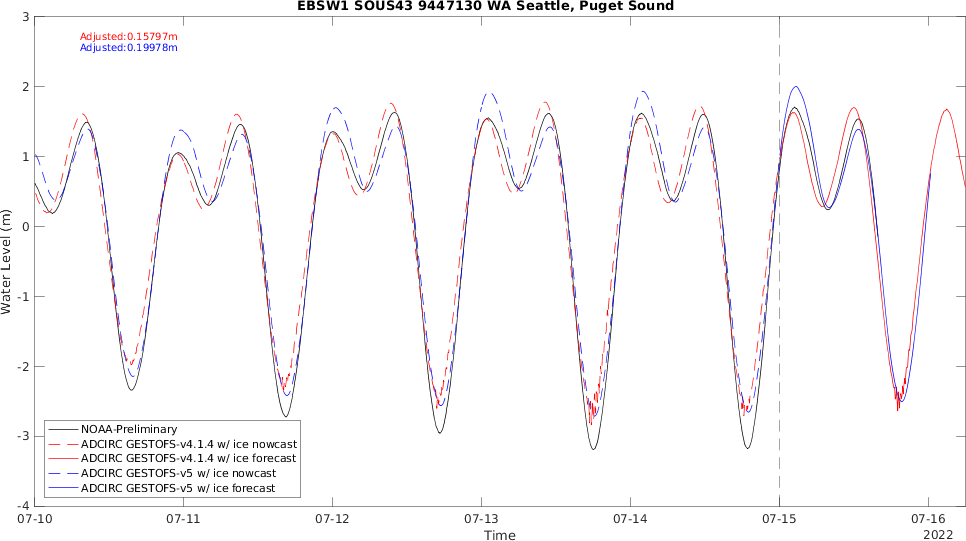 EBSW1 SOUS43 9447130 WA Seattle, Puget Sound
Adjusted:0.15797m
Adjusted:0.19978m
3
2
1
0
-1
-2
-3
-4
Water Level (m)
NOAA-Preliminary
ADCIRC GESTOFS-v4.1.4 w/ ice nowcast
ADCIRC GESTOFS-v4.1.4 w/ ice forecast
ADCIRC GESTOFS-v5 w/ ice nowcast
ADCIRC GESTOFS-v5 w/ ice forecast
07-10 07-11 07-12 07-13 07-14 07-15 07-16
Time
2022